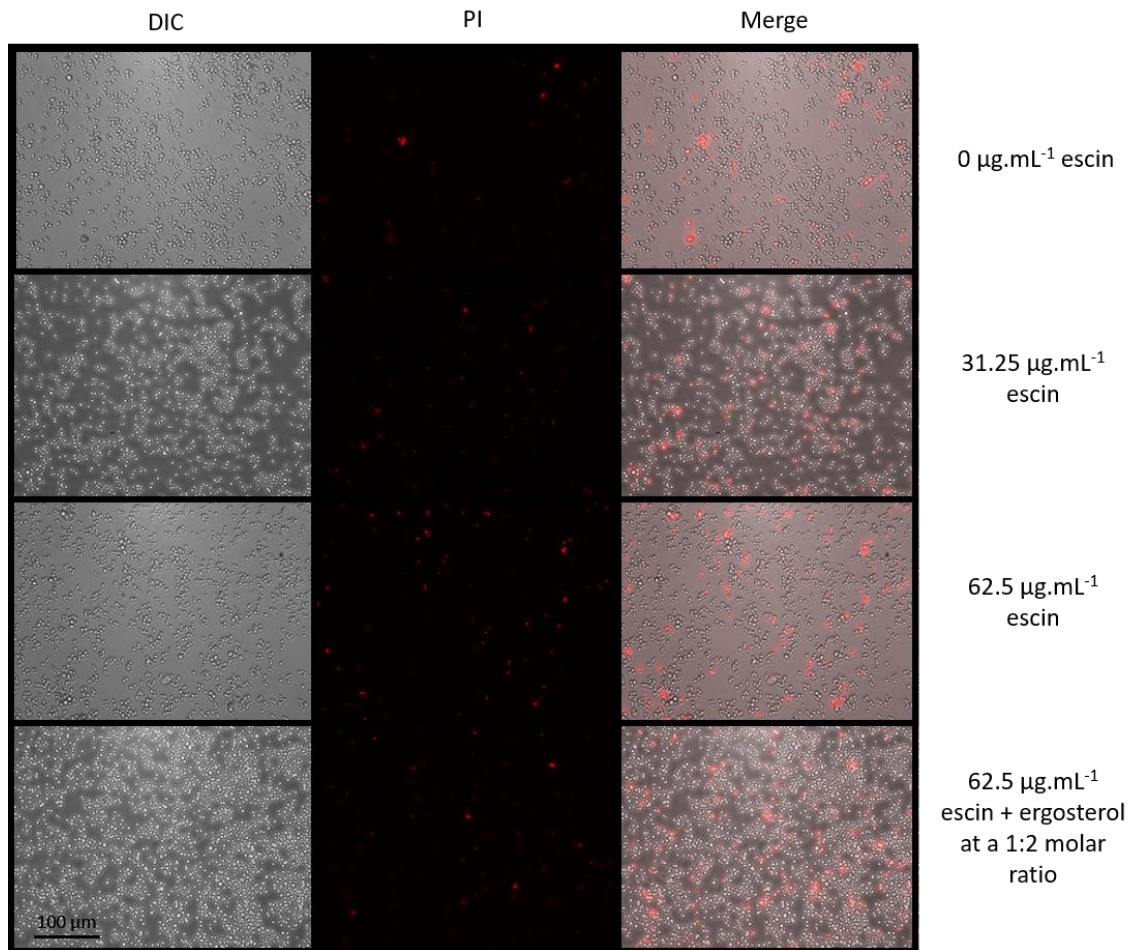 DIC
PI
Merge
0 µg.mL-1 escin
31.25 µg.mL-1
escin
62.5 µg.mL-1
escin
62.5 µg.mL-1
escin + ergosterol
at a 1:2 molar
ratio
100 µm